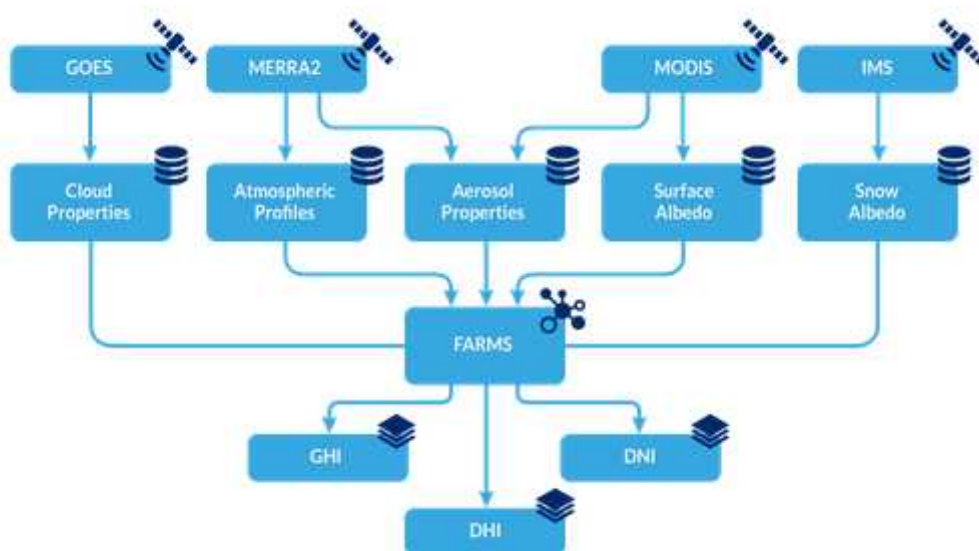 GOES
MERRA2
MODIS
IMS
Cloud
Properties
Atmospheric
Profiles
Aerosol
Properties
Surface
Albedo
Snow
Albedo
FARMS
GHI
DNI
DHI